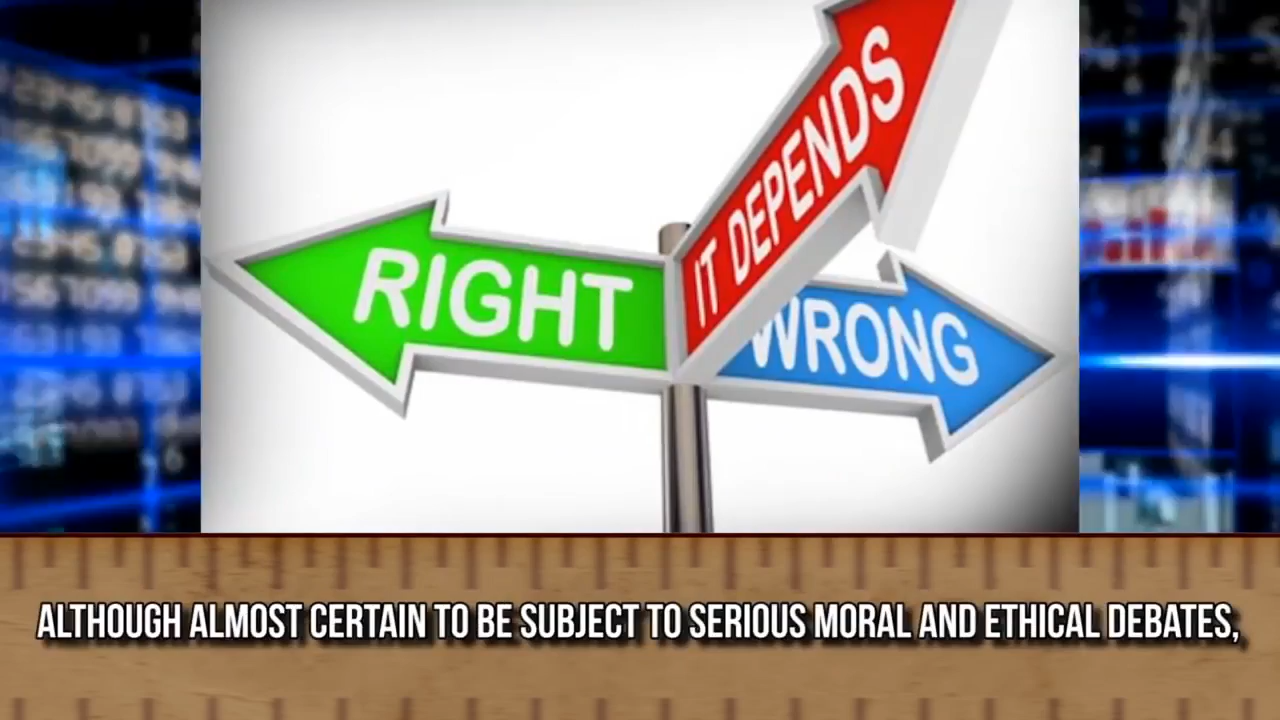 IT DEPENDS
RIGHT
WRONG
ALTHOUGH ALMOST CERTAIN TO BE SUBJECT TO SERIOUS MORAL AND ETHICAL DEBATES,